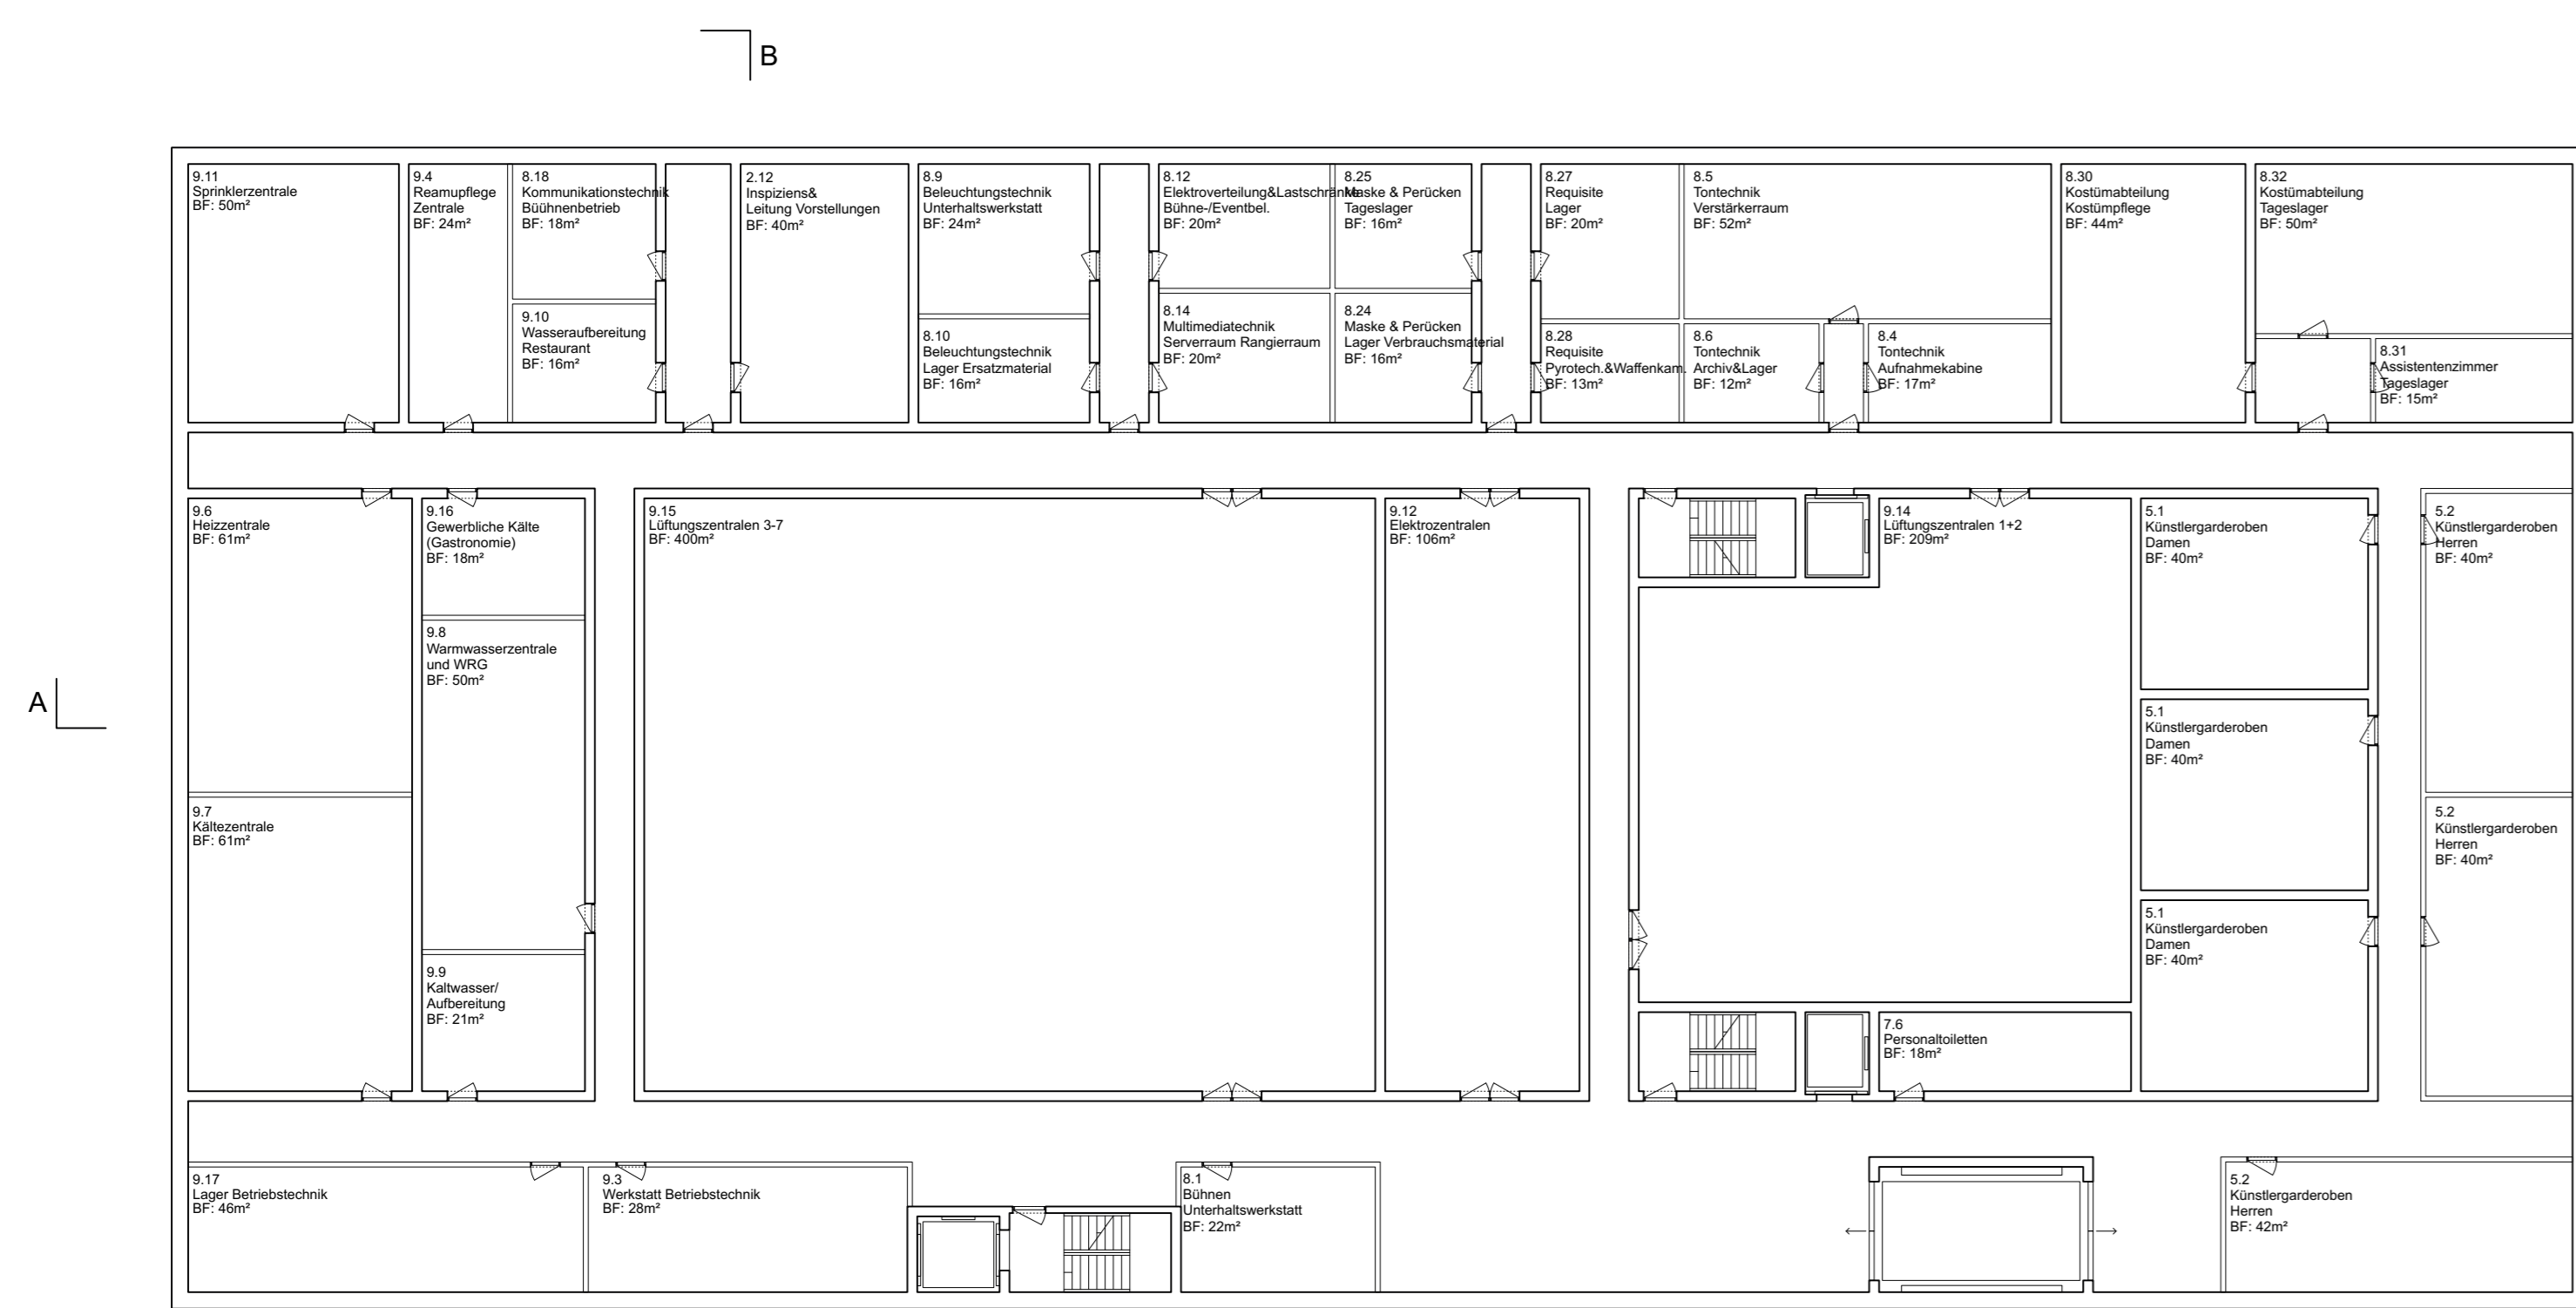 B
9.11
Sprinklerzentrale
BF: 50m²
9.4
Reamupflege
Zentrale
BF: 24m²
8.18
Kommunikationstechnik
Büühnenbetrieb
BF: 18m²
9.10
Wasseraufbereitung
Restaurant
BF: 16m²
2.12
Inspiziens&
Leitung Vorstellungen
BF: 40m²
8.9
Beleuchtungstechnik
Unterhaltswerkstatt
BF: 24m²
8.10
Beleuchtungstechnik
Lager Ersatzmaterial
BF: 16m²
8.12
Elektroverteilung&Lastschränke
Bühne-/Eventbel.
BF: 20m²
8.25
Maske & Perücken
Tageslager
BF: 16m²
8.14
Multimediatechnik
Serverraum Rangierraum
BF: 20m²
8.24
Maske & Perücken
Lager Verbrauchsmaterial
BF: 16m²
8.27
Requisite
Lager
BF: 20m²
8.5
Tontechnik
Verstärkerraum
BF: 52m²
8.28
Requisite
Pyrotech.&Waffenkam.
BF: 13m²
8.6
Tontechnik
Archiv&Lager
BF: 12m²
8.4
Tontechnik
Aufnahmekabine
BF: 17m²
8.30
Kostümabteilung
Kostümpflege
BF: 44m²
8.32
Kostümabteilung
Tageslager
BF: 50m²
8.31
Assistentenzimmer
Tageslager
BF: 15m²
9.6
Heizzentrale
BF: 61m²
9.16
Gewerbliche Kälte
(Gastronomie)
BF: 18m²
9.8
Warmwasserzentrale
und WRG
BF: 50m²
A
9.7
Kältezentrale
BF: 61m²
9.9
Kaltwasser/
Aufbereitung
BF: 21m²
9.15
Lüftungszentralen 3-7
BF: 400m²
9.12
Elektrozentralen
BF: 106m²
9.14
Lüftungszentralen 1+2
BF: 209m²
5.1
Künstlergarderoben
Damen
BF: 40m²
5.2
Künstlergarderoben
Herren
BF: 40m²
5.1
Künstlergarderoben
Damen
BF: 40m²
5.2
Künstlergarderoben
Herren
BF: 40m²
5.1
Künstlergarderoben
Damen
BF: 40m²
7.6
Personaltoiletten
BF: 18m²
9.17
Lager Betriebstechnik
BF: 46m²
9.3
Werkstatt Betriebstechnik
BF: 28m²
8.1
Bühnen
Unterhaltswerkstatt
BF: 22m²
5.2
Künstlergarderoben
Herren
BF: 42m²